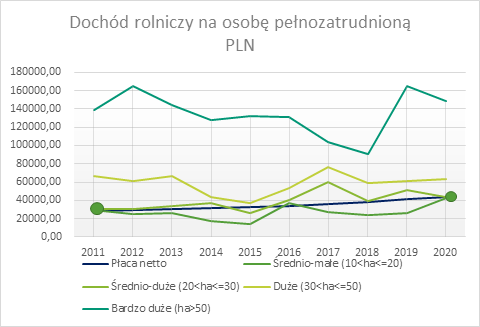 Dochód rolniczy na osobę pełnozatrudnioną
PLN
180000,00
160000,00
140000,00
120000,00
100000,00
80000,00
60000,00
40000,00
20000,00
0,00
2011 2012 2013 2014 2015 2016 2017 2018 2019 2020
Płaca netto Średnio-małe (10<ha<=20)
Średnio-duże (20<ha<=30) Duże (30<ha<=50)
Bardzo duże (ha>50)